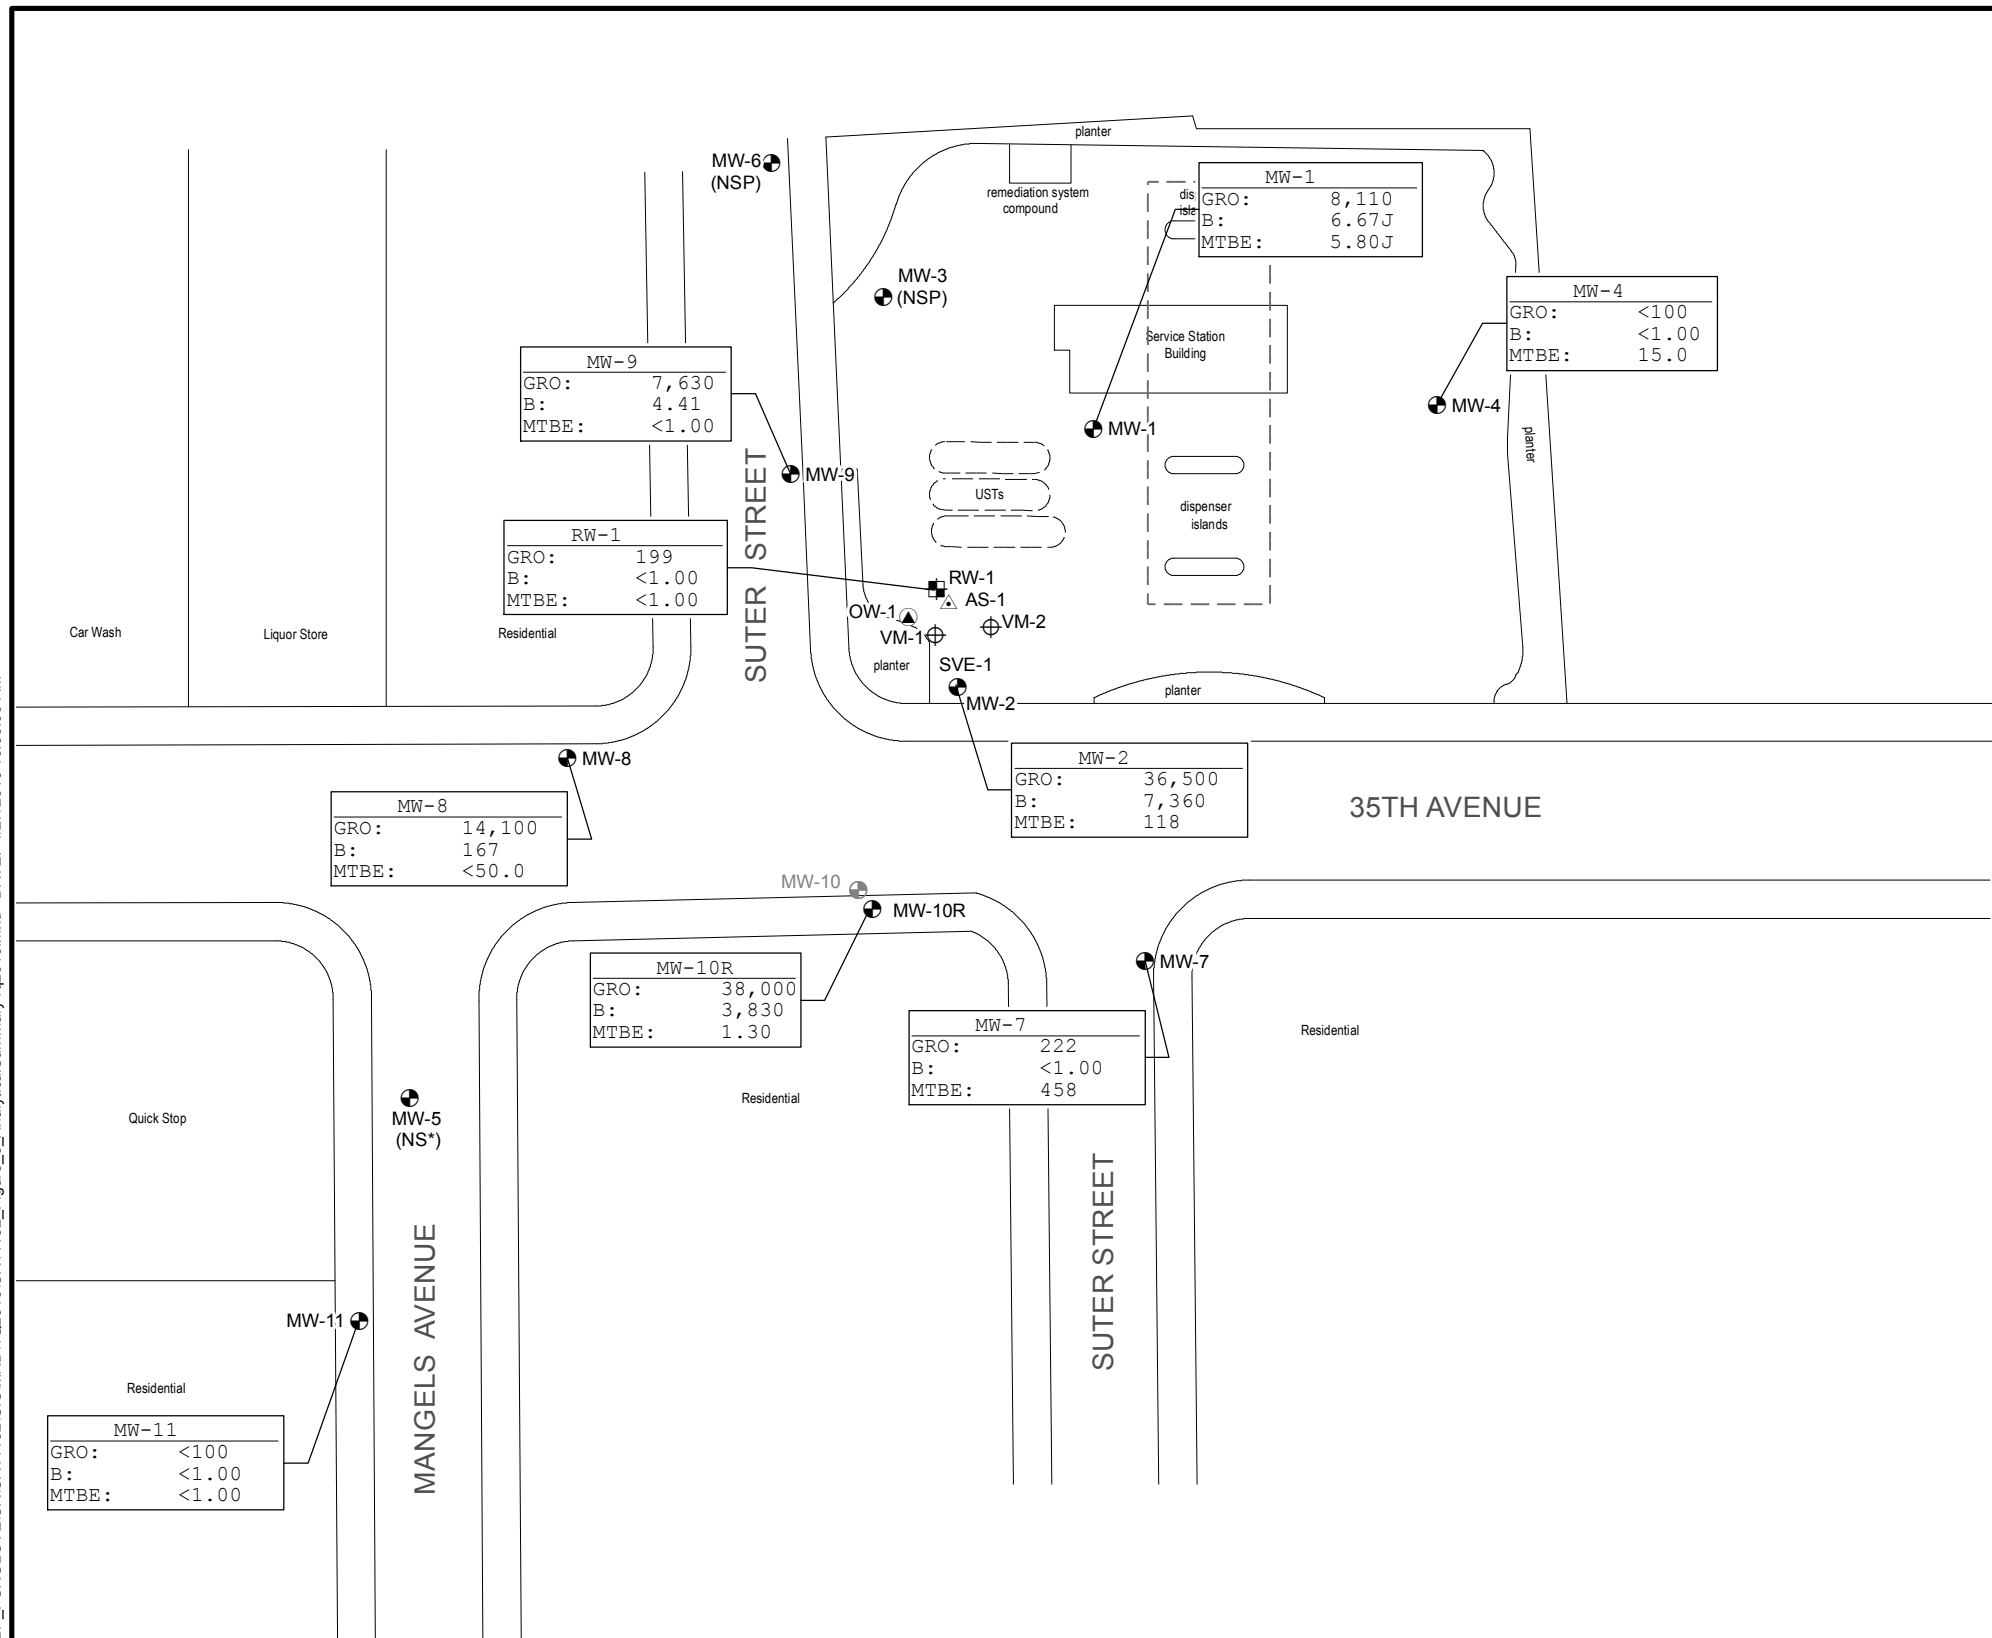 planter
MW-6
(NSP)
remediation system
compound
MW-1
GRO: 8,110
B: 6.67J
MTBE: 5.80J
dis
MW-3
(NSP)
MW-4
GRO: <100
B: <1.00
MTBE: 15.0
Service Station
Building
MW-9
GRO: 7,630
B: 4.41
MTBE: <1.00
MW-4
MW-1
planter
MW-9
SUTER STREET
USTs
dispenser
islands
RW-1
GRO: 199
B: <1.00
MTBE: <1.00
RW-1
AS-1
OW-1
VM-2
VM-1
Car Wash
Liquor Store
Residential
planter
SVE-1
MW-2
planter
MW-8
MW-2
GRO: 36,500
B: 7,360
MTBE: 118
35TH AVENUE
MW-8
GRO: 14,100
B: 167
MTBE: <50.0
MW-10
MW-10R
MW-10R
GRO: 38,000
B: 3,830
MTBE: 1.30
MW-7
MW-7
GRO: 222
B: <1.00
MTBE: 458
Residential
Residential
Quick Stop
MW-5
(NS*)
SUTER STREET
MANGELS AVENUE
MW-11
Residential
MW-11
GRO: <100
B: <1.00
MTBE: <1.00